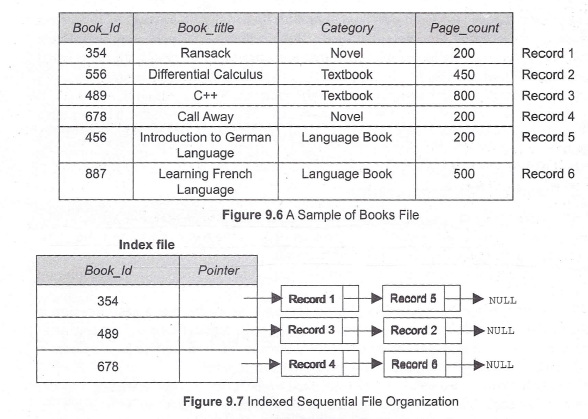 Book_Id Book_title Category Page_count
354 Ransack Novel 200 Record 1
556 Differential Calculus Textbook 450 Record 2
489 C++ Textbook 800 Record 3
678 Call Away Novel 200 Record 4
456 Introduction to German Language Book 200 Record 5
Language
887 Learning French Language Book 500 Record 6
Language
Figure 9.6 A Sample of Books File
Index file
Book_Id Pointer
354 Record 1 Record 5 NULL
489 Record 3 Record 2 NULL
678 Record 4 Record 6 NULL
Figure 9.7 Indexed Sequential File Organization